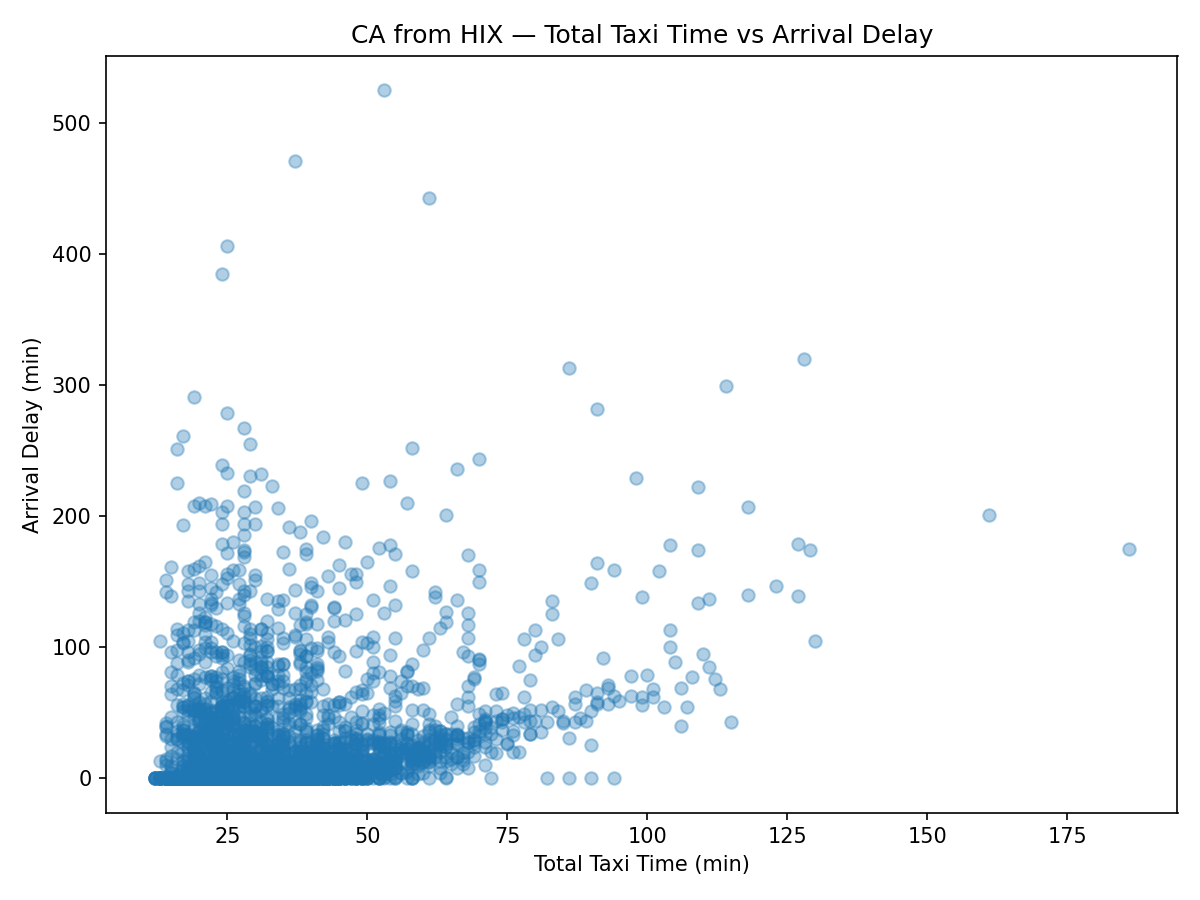 CA from HIX — Total Taxi Time vs Arrival Delay
500
400
300
200
100
0
Arrival Delay (min)
25 50 75 100 125 150 175
Total Taxi Time (min)